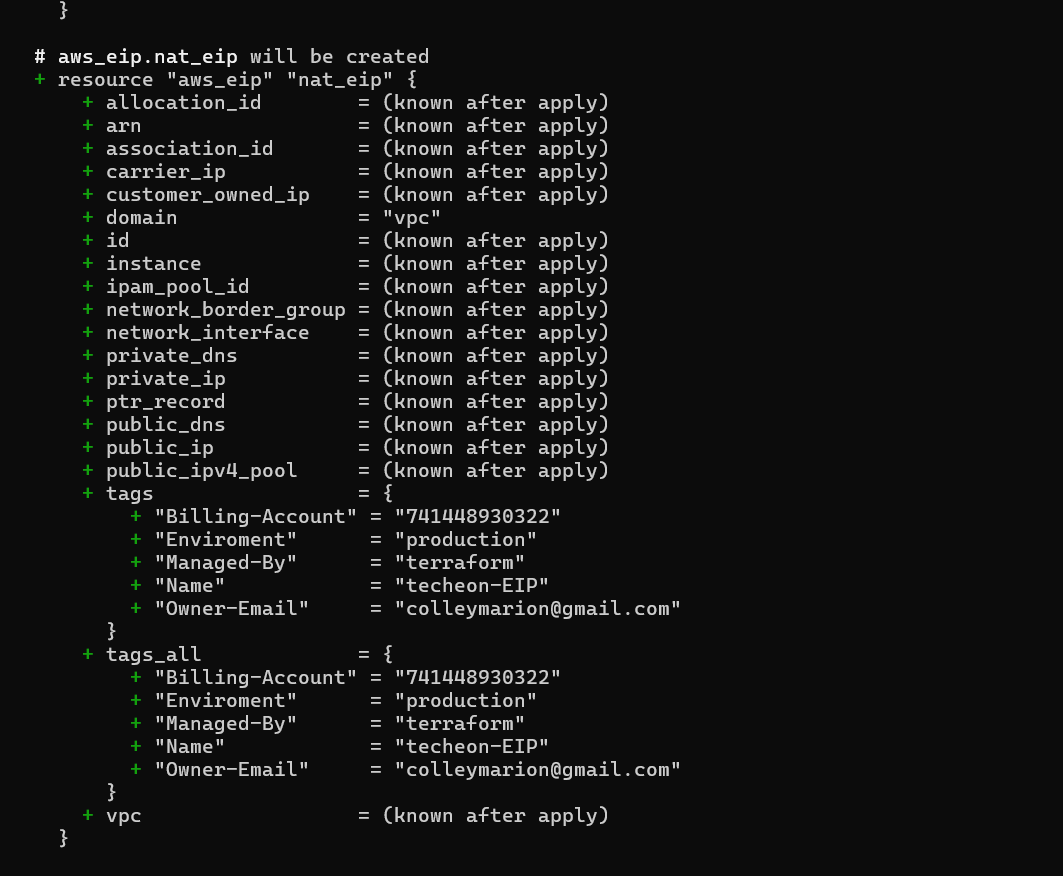 }

  # aws_eip.nat_eip will be created
  + resource "aws_eip" "nat_eip" {
      + allocation_id        = (known after apply)
      + arn                  = (known after apply)
      + association_id       = (known after apply)
      + carrier_ip           = (known after apply)
      + customer_owned_ip    = (known after apply)
      + domain               = "vpc"
      + id                   = (known after apply)
      + instance             = (known after apply)
      + ipam_pool_id         = (known after apply)
      + network_border_group = (known after apply)
      + network_interface    = (known after apply)
      + private_dns          = (known after apply)
      + private_ip           = (known after apply)
      + ptr_record           = (known after apply)
      + public_dns           = (known after apply)
      + public_ip            = (known after apply)
      + public_ipv4_pool     = (known after apply)
      + tags                 = {
          + "Billing-Account" = "741448930322"
          + "Enviroment"      = "production"
          + "Managed-By"      = "terraform"
          + "Name"            = "techeon-EIP"
          + "Owner-Email"     = "colleymarion@gmail.com"
        }
      + tags_all             = {
          + "Billing-Account" = "741448930322"
          + "Enviroment"      = "production"
          + "Managed-By"      = "terraform"
          + "Name"            = "techeon-EIP"
          + "Owner-Email"     = "colleymarion@gmail.com"
        }
      + vpc                  = (known after apply)
    }